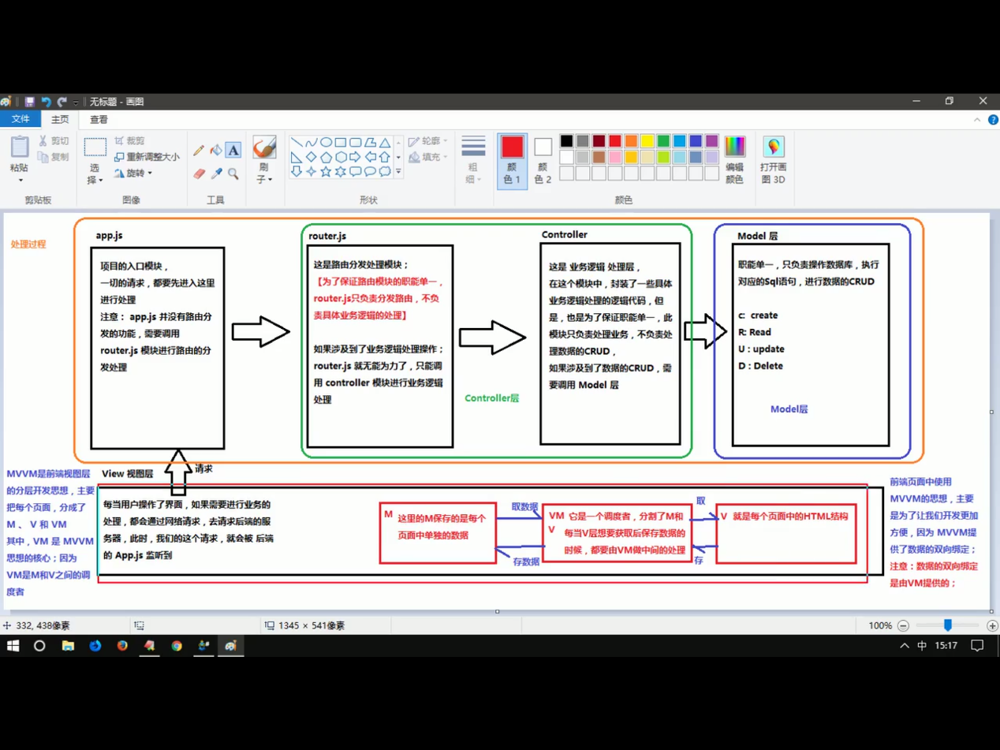 无标题 - 画图
文件
主页
查看
粘贴
剪切
复制
剪贴板
选
择
裁剪
重新调整大小
旋转
图像
A
工具
刷
子
轮廓
填充
形状
粗
细
颜
色 1
颜
色 2
颜色
编辑
颜色
打开画
图 3D
处理过程
app.js
项目的入口模块，
一切的请求，都要先进入这里
进行处理
注意： app.js 并没有路由分
发的功能，需要调用
router.js 模块进行路由的分
发处理
router.js
这是路由分发处理模块；
【为了保证路由模块的职能单一，
router.js只负责分发路由，不负
责具体业务逻辑的处理】
如果涉及到了业务逻辑处理操作；
router.js 就无能为力了，只能调
用 controller 模块进行业务逻辑
处理
Controller层
Controller
这是 业务逻辑 处理层，
在这个模块中，封装了一些具体
业务逻辑处理的逻辑代码，但
是，也是为了保证职能单一，此
模块只负责处理业务，不负责处
理数据的CRUD，
如果涉及到了数据的CRUD，需
要调用 Model 层
Model 层
职能单一，只负责操作数据库，执行
对应的Sql语句，进行数据的CRUD
c: create
R: Read
U : update
D : Delete
Model层
请求
MVVM是前端视图层
的分层开发思想，主要
把每个页面，分成了
M 、 V 和 VM
其中，VM 是 MVVM
思想的核心；因为
VM是M和V之间的调
度者
View 视图层
每当用户操作了界面，如果需要进行业务的
处理，都会通过网络请求，去请求后端的服
务器，此时，我们的这个请求，就会被 后端
的 App.js 监听到
M 这里的M保存的是每个
页面中单独的数据
取数据
存数据
VM 它是一个调度者，分割了M和
V 每当V层想要获取后保存数据的
时候，都要由VM做中间的处理
取
存
V 就是每个页面中的HTML结构
前端页面中使用
MVVM的思想，主要
是为了让我们开发更加
方便，因为 MVVM提
供了数据的双向绑定；
注意：数据的双向绑定
是由VM提供的；
332, 438像素
1345 × 541像素
100%
中
15:17